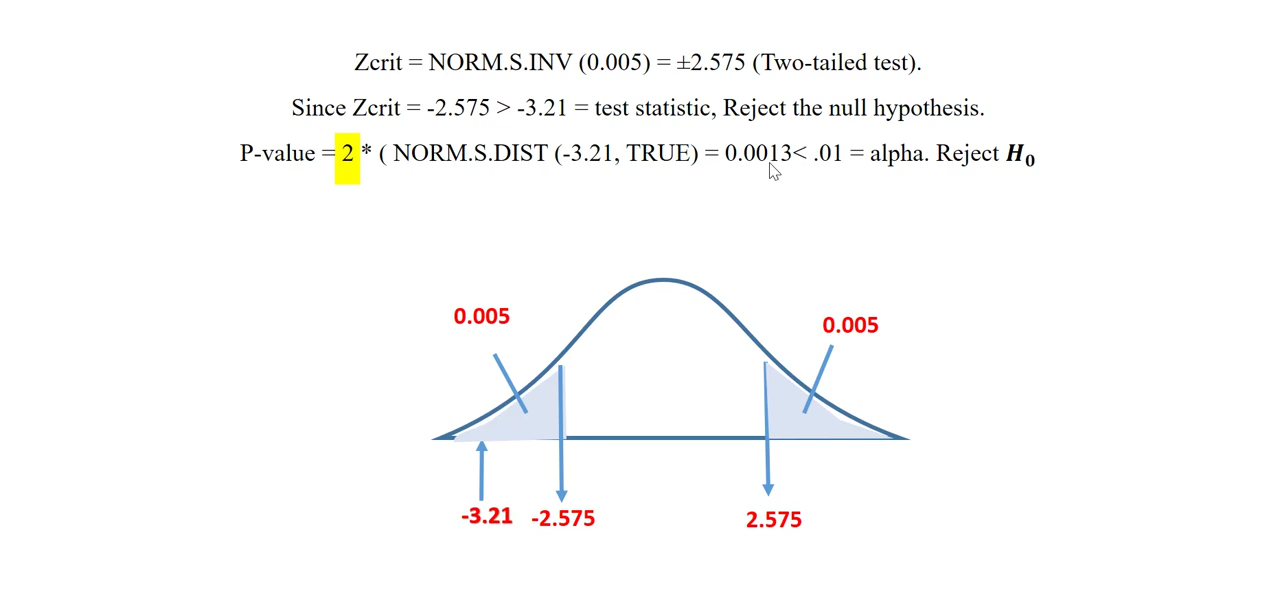 Zcrit = NORM.S.INV (0.005) = ±2.575 (Two-tailed test).
Since Zcrit = -2.575 > -3.21 = test statistic, Reject the null hypothesis.
P-value = 2 * ( NORM.S.DIST (-3.21, TRUE) = 0.0013< .01 = alpha. Reject H₀
0.005
0.005
-3.21 -2.575 2.575